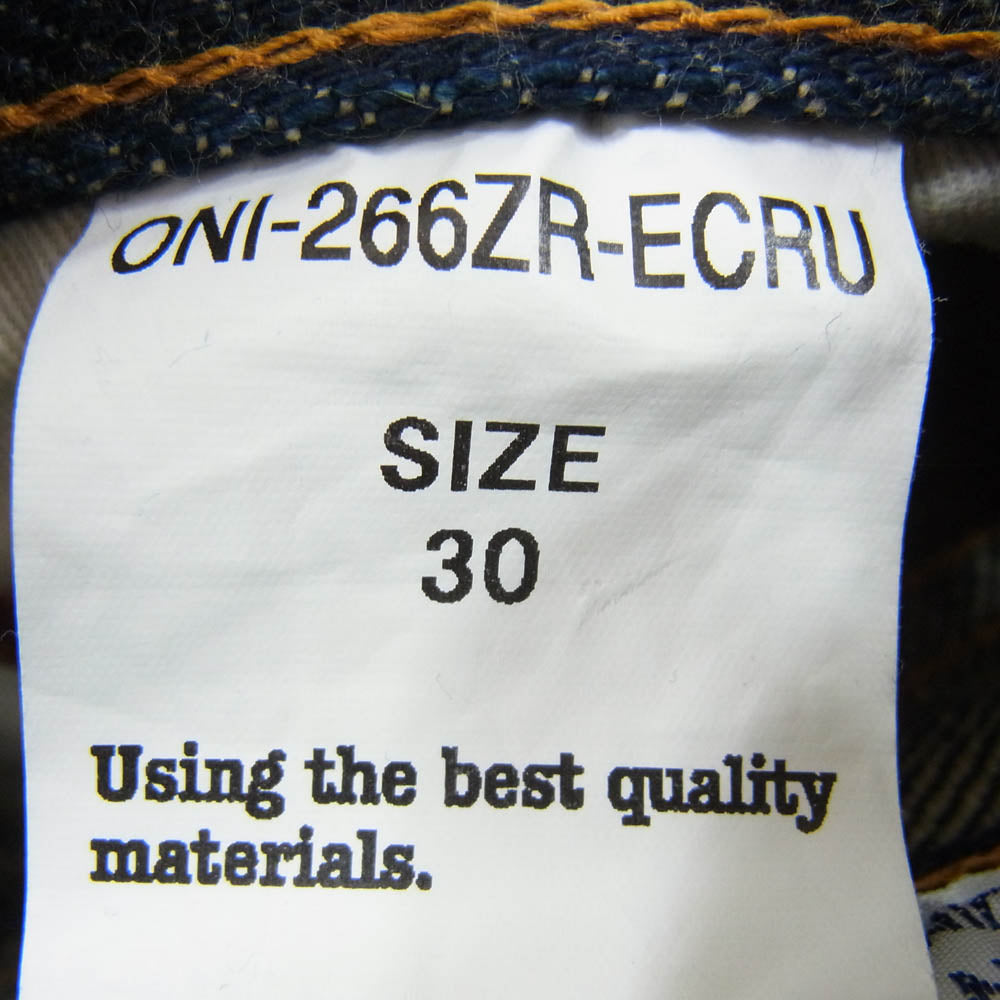 ONI-266ZR-ECRU
SIZE
30
Using the best quality
materials.